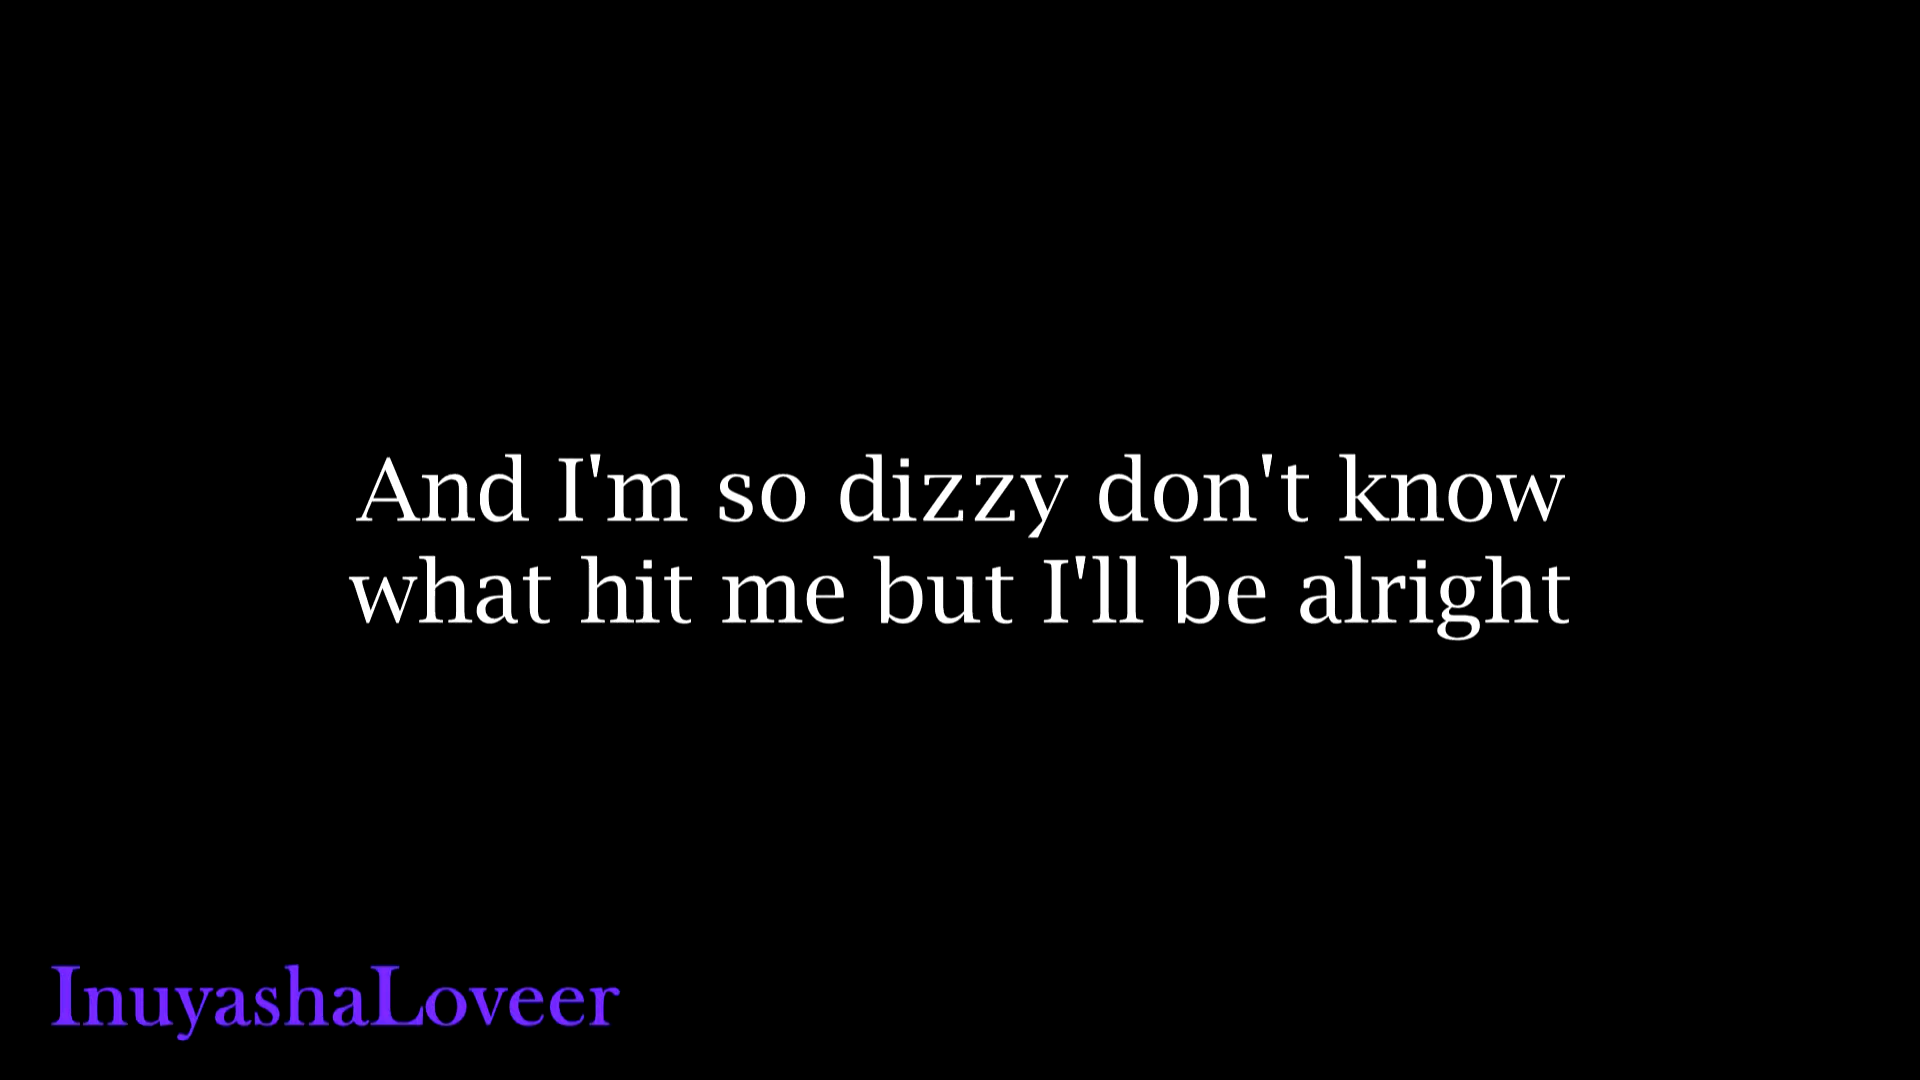 And I'm so dizzy don't know
what hit me but I'll be alright
InuyashaLoveer